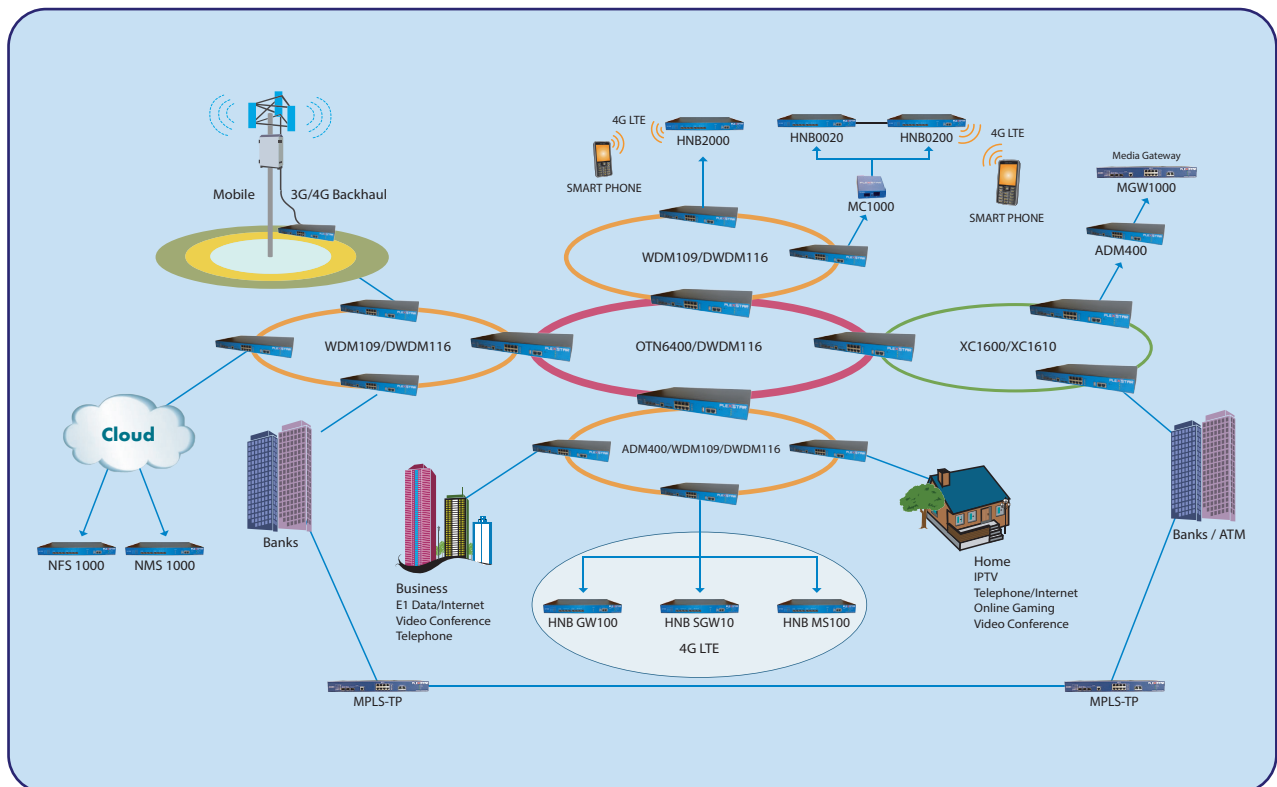 4G LTE
HNB2000
HNB0020
HNB0200
4G LTE
SMART PHONE
MC1000
SMART PHONE
Media Gateway
MGW1000
Mobile
3G/4G Backhaul
ADM400
WDM109/DWDM116
WDM109/DWDM116
OTN6400/DWDM116
XC1600/XC1610
PLEXISTAR
Cloud
ADM400/WDM109/DWDM116
Banks
Banks / ATM
NFS 1000
NMS 1000
Business
E1 Data/Internet
Video Conference
Telephone
Home
IPTV
Telephone/Internet
Online Gaming
Video Conference
HNB GW100
HNB SGW10
HNB MS100
4G LTE
MPLS-TP
MPLS-TP